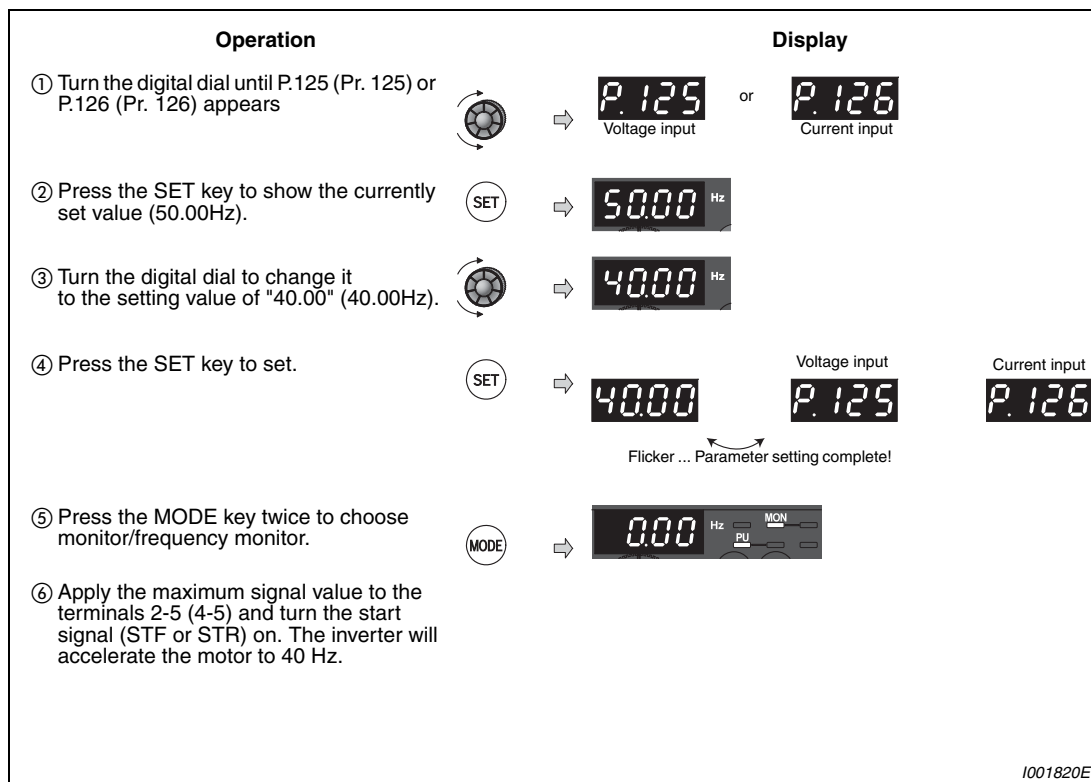 Operation
Display
① Turn the digital dial until P.125 (Pr. 125) or
P.126 (Pr. 126) appears
P. 125
or
P. 126
Voltage input
Current input
② Press the SET key to show the currently
set value (50.00Hz).
SET
50.00 Hz
③ Turn the digital dial to change it
to the setting value of "40.00" (40.00Hz).
40.00 Hz
④ Press the SET key to set.
SET
Voltage input
Current input
40.00
P. 125
P. 126
Flicker ... Parameter setting complete!
⑤ Press the MODE key twice to choose
monitor/frequency monitor.
MODE
0.00 Hz
MON
PU
⑥ Apply the maximum signal value to the
terminals 2-5 (4-5) and turn the start
signal (STF or STR) on. The inverter will
accelerate the motor to 40 Hz.
I001820E